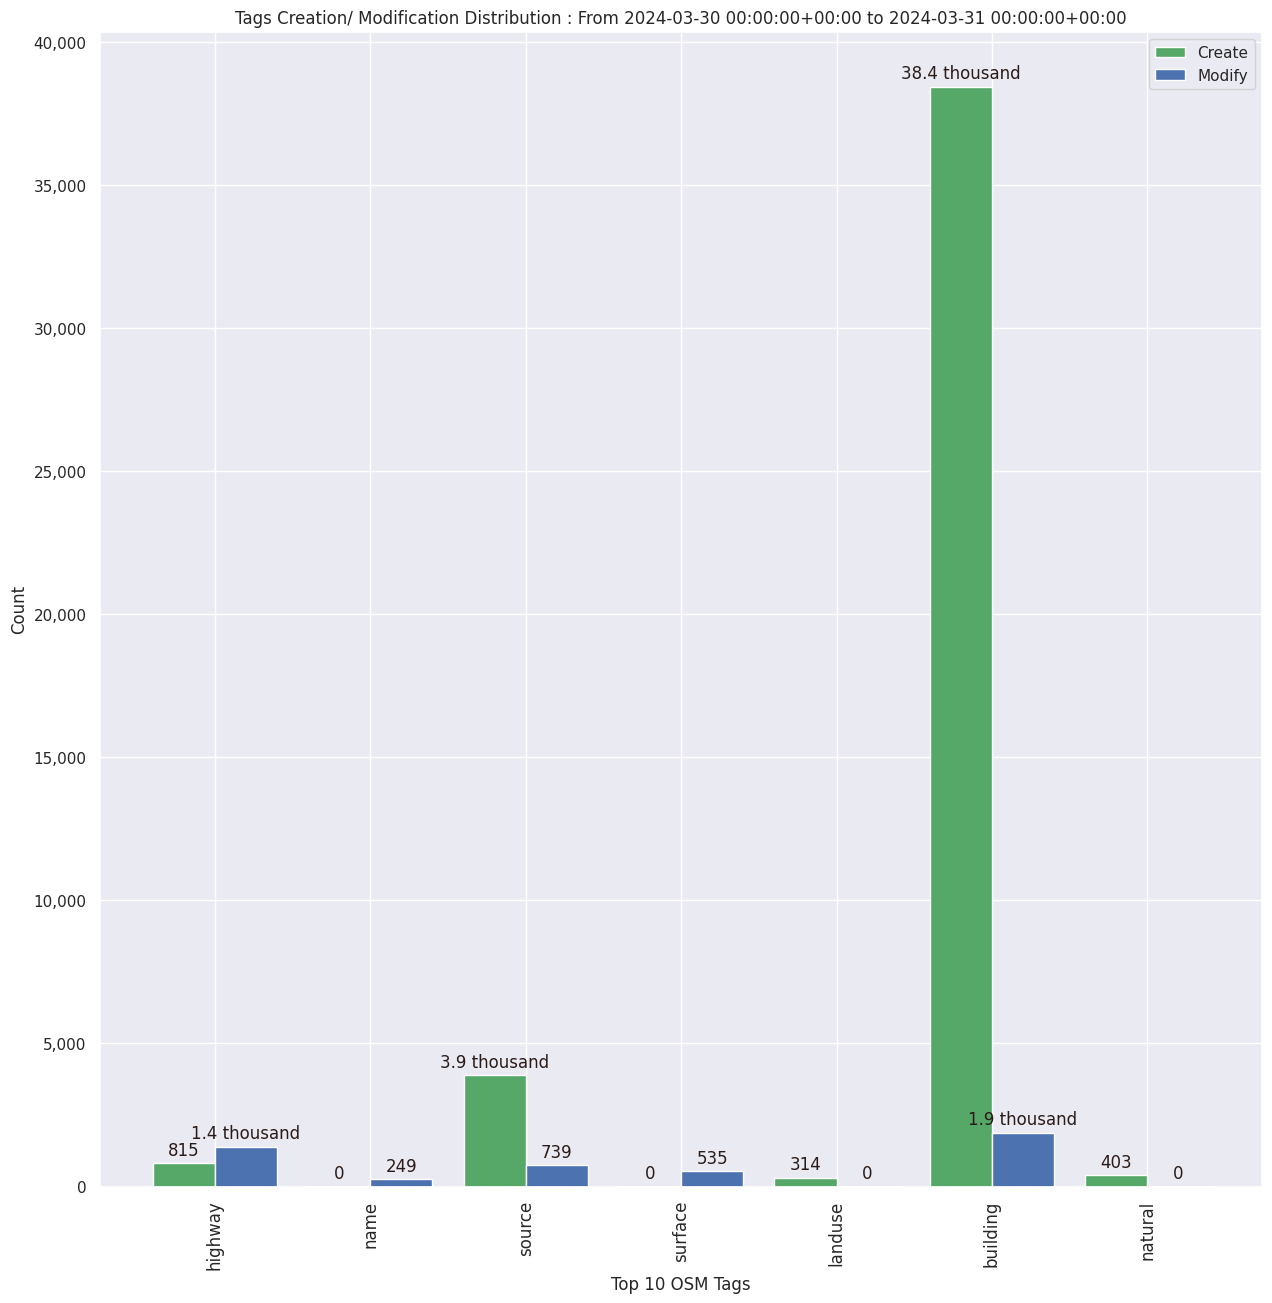 Tags Creation/ Modification Distribution : From 2024-03-30 00:00:00+00:00 to 2024-03-31 00:00:00+00:00
Create
Modify
Count
40,000
35,000
30,000
25,000
20,000
15,000
10,000
5,000
0
815
1.4 thousand
0
249
3.9 thousand
739
0
535
314
0
38.4 thousand
1.9 thousand
403
0
highway
name
source
surface
landuse
building
natural
Top 10 OSM Tags